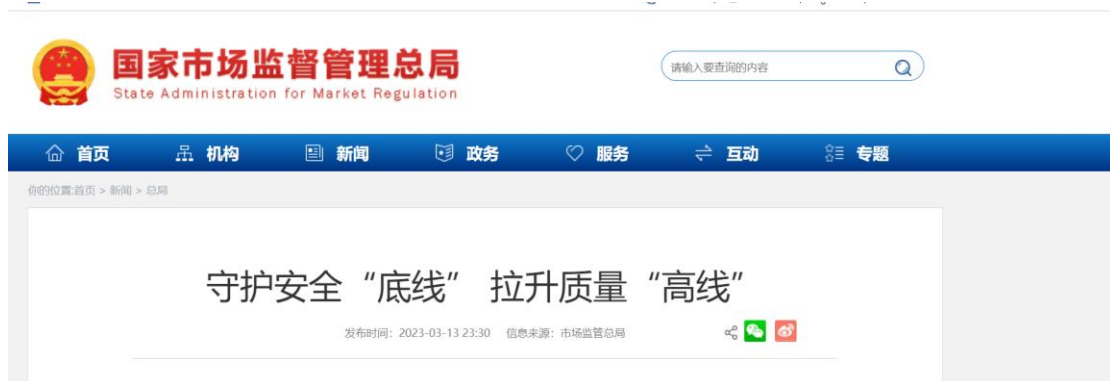 国家市场监督管理总局
State Administration for Market Regulation
请输入要查询的内容
首页 机构 新闻 政务 服务 互动 专题
你的位置:首页 > 新闻 > 总局
守护安全“底线” 拉升质量“高线”
发布时间：2023-03-13 23:30 信息来源：市场监管总局